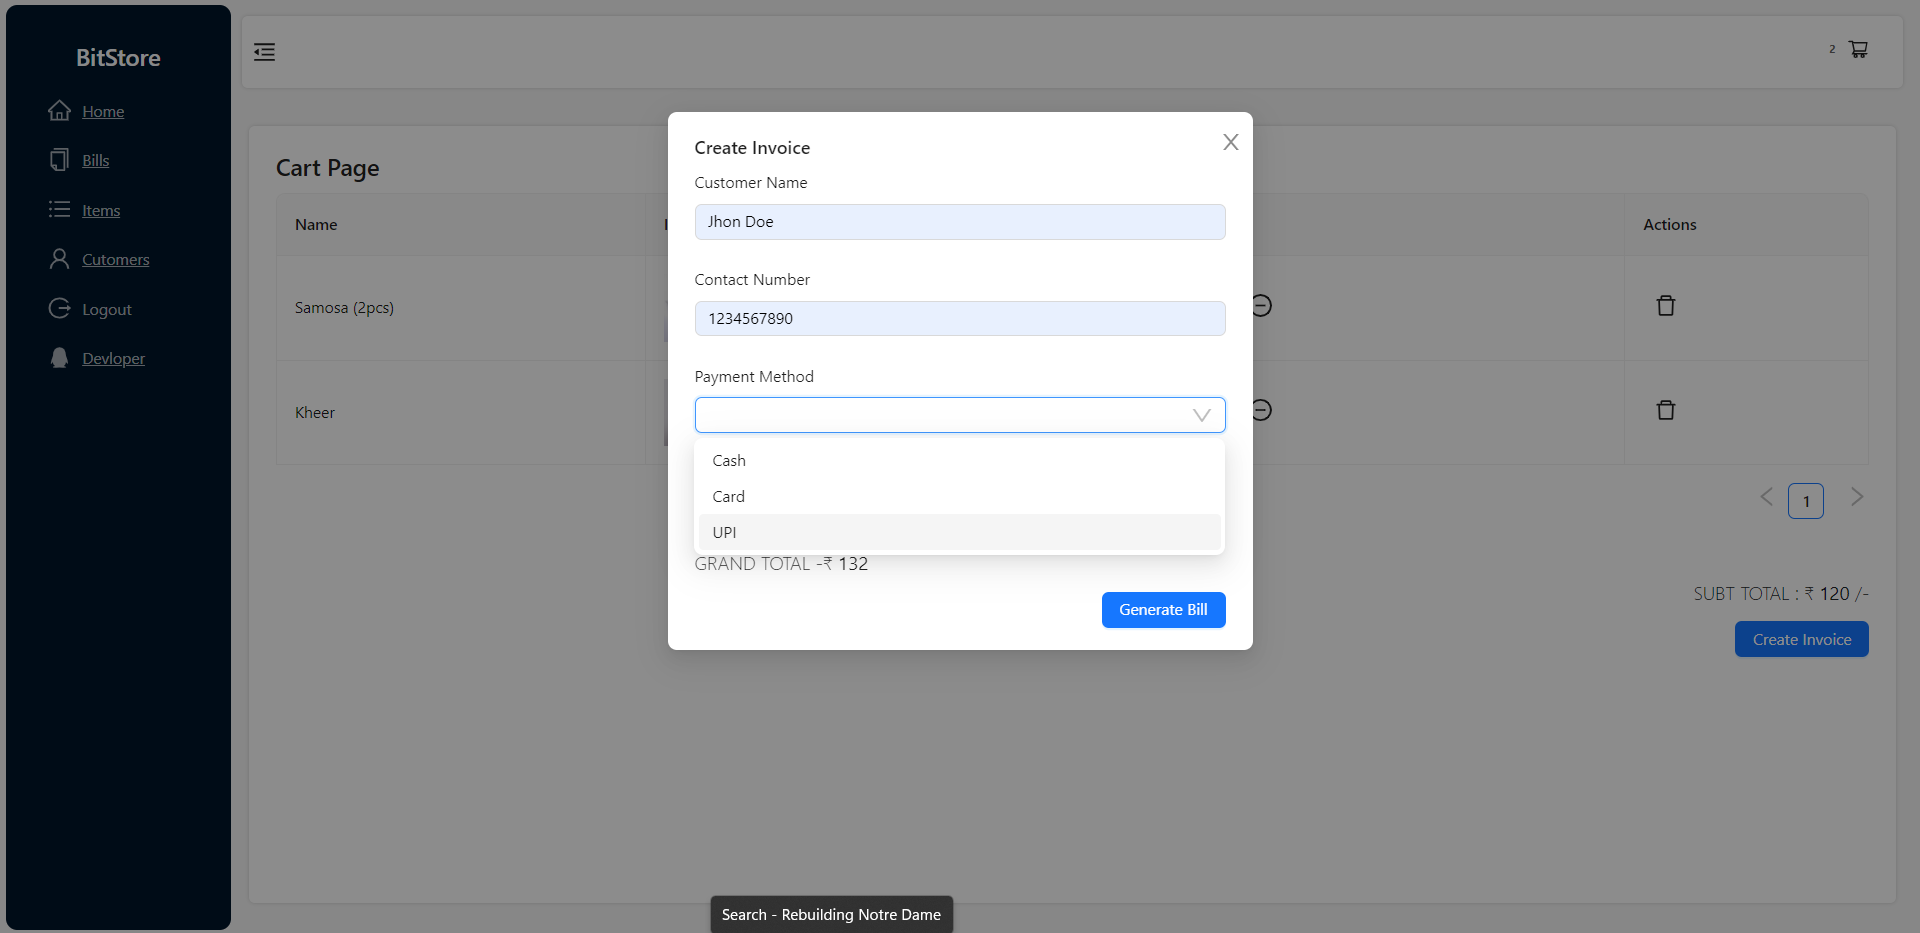 BitStore
Home
Bills
Items
Cutomers
Logout
Devloper
2
Cart Page
Name
Actions
Samosa (2pcs)
Kheer
1
SUBT TOTAL : ₹ 120 /-
Create Invoice
Create Invoice
Customer Name
Jhon Doe
Contact Number
1234567890
Payment Method
Cash
Card
UPI
GRAND TOTAL -₹ 132
Generate Bill
Search - Rebuilding Notre Dame